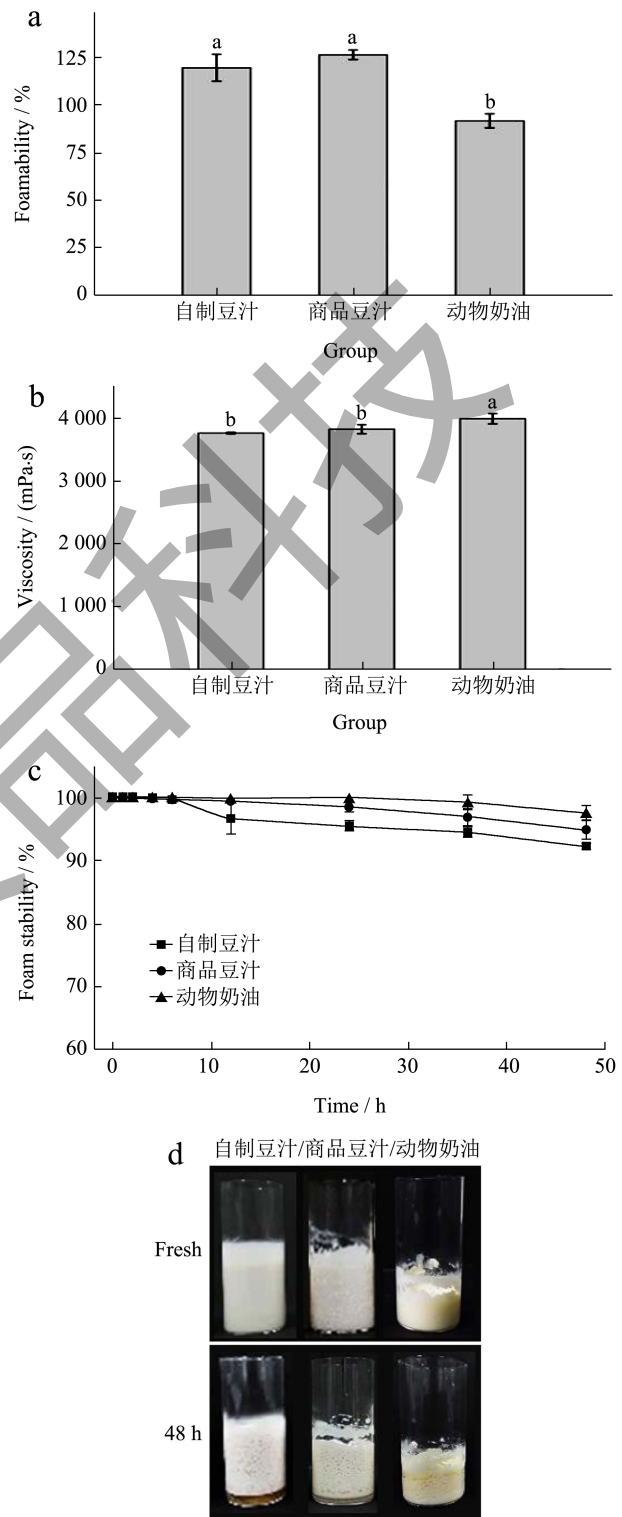 a
125
100
75
50
25
0
Foamability / %
a
a
b
自制豆汁
商品豆汁
动物奶油
Group
b
4 000
3 000
2 000
1 000
0
Viscosity / (mPa·s)
b
b
a
自制豆汁
商品豆汁
动物奶油
Group
c
100
90
80
70
60
Foam stability / %
自制豆汁
商品豆汁
动物奶油
0
10
20
30
40
50
Time / h
d
自制豆汁/商品豆汁/动物奶油
Fresh
48 h
品科技